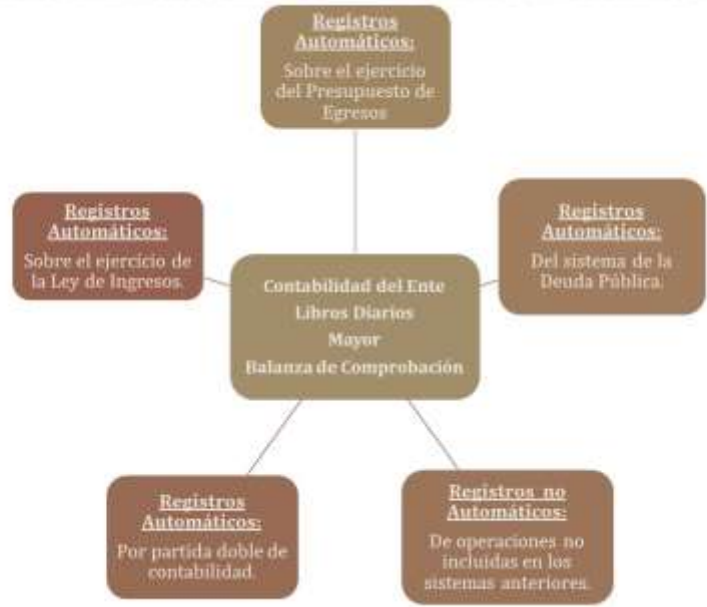 Registros
Automáticos:
Sobre el ejercicio
del Presupuesto de
Egresos
Registros
Automáticos:
Sobre el ejercicio de
la Ley de Ingresos.
Registros
Automáticos:
Del sistema de la
Deuda Pública.
Contabilidad del Ente
Libros Diarios
Mayor
Balanza de Comprobación
Registros
Automáticos:
Por partida doble de
contabilidad.
Registros no
Automáticos:
De operaciones no
incluidas en los
sistemas anteriores.